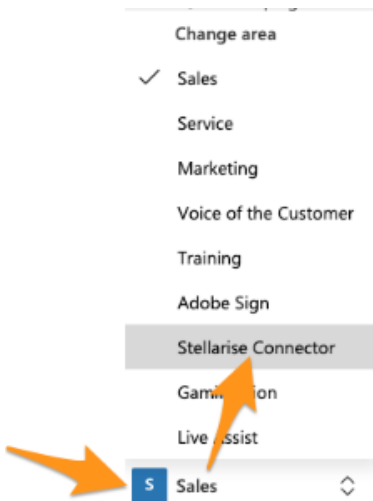 Change area
Sales
Service
Marketing
Voice of the Customer
Training
Adobe Sign
Stellarise Connector
Live Assist
S Sales